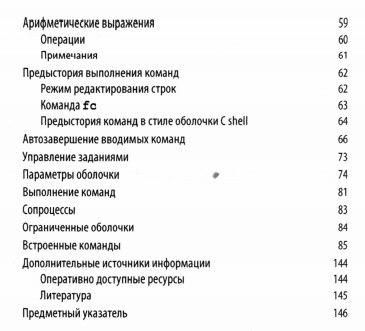 Арифметические выражения 59
Операции 60
Примечания 61
Предыстория выполнения команд 62
Режим редактирования строк 62
Команда fc 63
Предыстория команд в стиле оболочки C shell 64
Автозавершение вводимых команд 66
Управление заданиями 73
Параметры оболочки 74
Выполнение команд 81
Сопроцессы 83
Ограниченные оболочки 84
Встроенные команды 85
Дополнительные источники информации 144
Оперативно доступные ресурсы 144
Литература 145
Предметный указатель 146